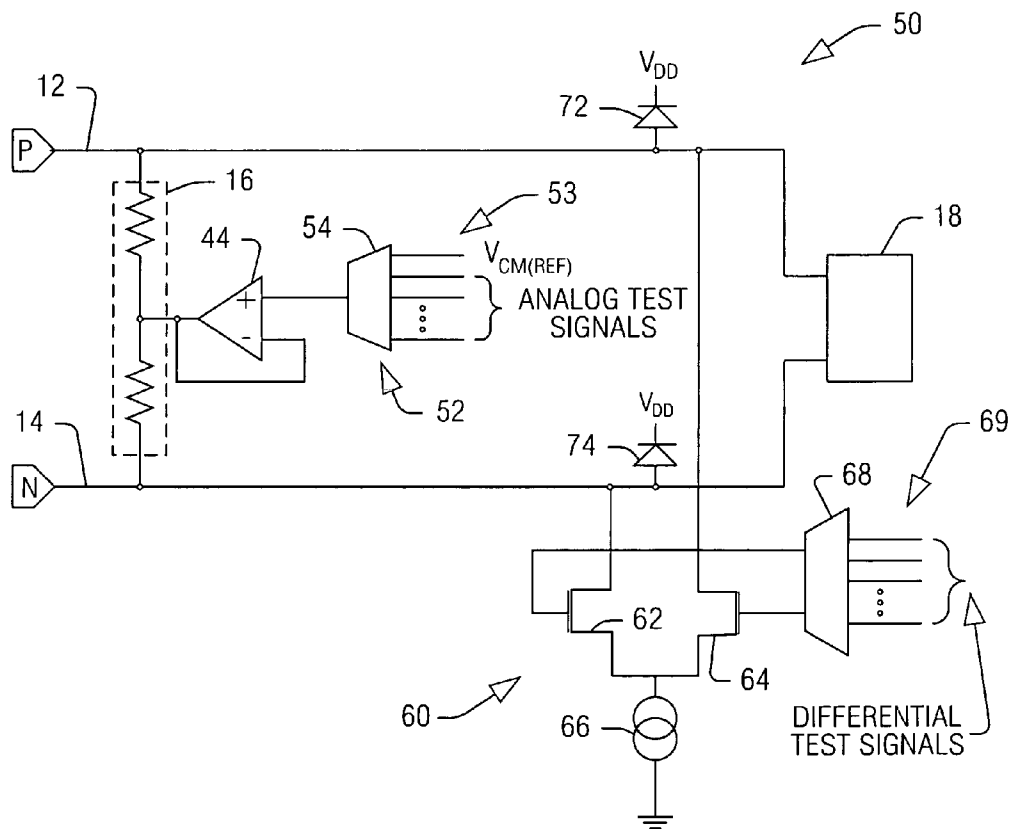 50
V_DD
12
72
P
16
53
54
18
44
V_CM(REF)
+
ANALOG TEST
SIGNALS
-
52
14
V_DD
69
74
68
N
62
64
60
66
DIFFERENTIAL
TEST SIGNALS